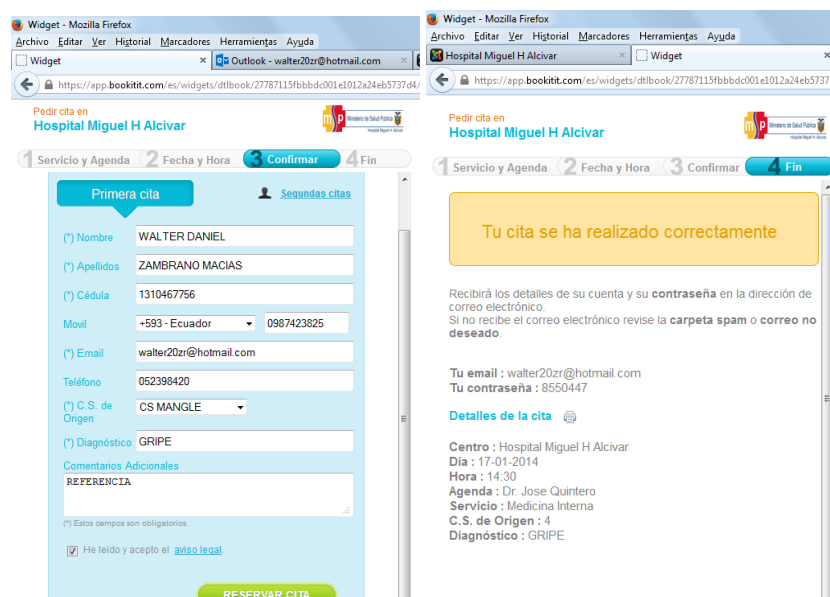 Widget - Mozilla Firefox
Archivo Editar Ver Historial Marcadores Herramientas Ayuda
Widget × Outlook - walter20zr@hotmail.com ×
https://app.bookitit.com/es/widgets/dtlbook/27787115fbbbdc001e1012a24eb5737d4/
Pedir cita en
Hospital Miguel H Alcivar
Ministerio de Salud Pública
Hospital Miguel H. Alcivar
1 Servicio y Agenda 2 Fecha y Hora 3 Confirmar 4 Fin
Primera cita Segundas citas
(*) Nombre WALTER DANIEL
(*) Apellidos ZAMBRANO MACIAS
(*) Cédula 1310467756
Movil +593 - Ecuador 0987423825
(*) Email walter20zr@hotmail.com
Teléfono 052398420
(*) C.S. de
Origen CS MANGLE
(*) Diagnóstico GRIPE
Comentarios Adicionales
REFERENCIA
(*) Estos campos son obligatorios.
He leido y acepto el aviso legal.
RESERVAR CITA
Widget - Mozilla Firefox
Archivo Editar Ver Historial Marcadores Herramientas Ayuda
Hospital Miguel H Alcivar × Widget ×
https://app.bookitit.com/es/widgets/dtlbook/27787115fbbbdc001e1012a24eb5737
Pedir cita en
Hospital Miguel H Alcivar
Ministerio de Salud Pública
Hospital Miguel H. Alcivar
1 Servicio y Agenda 2 Fecha y Hora 3 Confirmar 4 Fin
Tu cita se ha realizado correctamente
Recibirá los detalles de su cuenta y su contraseña en la dirección de
correo electrónico.
Si no recibe el correo electrónico revise la carpeta spam o correo no
deseado.
Tu email : walter20zr@hotmail.com
Tu contraseña : 8550447
Detalles de la cita
Centro : Hospital Miguel H Alcivar
Día : 17-01-2014
Hora : 14:30
Agenda : Dr. Jose Quintero
Servicio : Medicina Interna
C.S. de Origen : 4
Diagnóstico : GRIPE